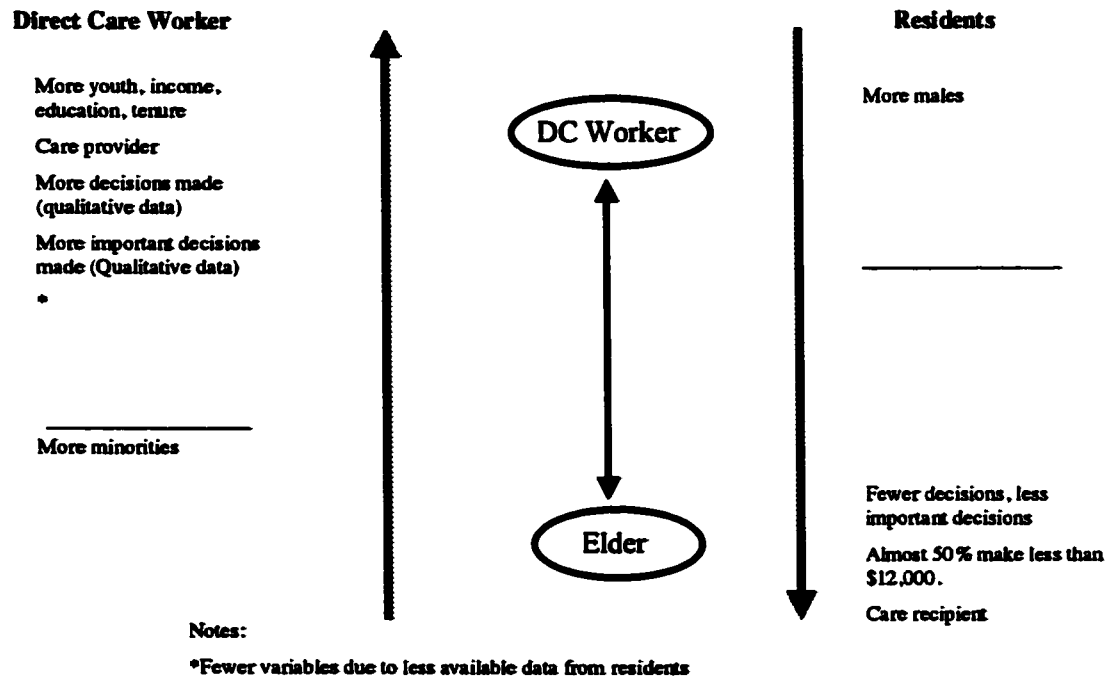 Direct Care Worker
More youth, income,
education, tenure
Care provider
More decisions made
(qualitative data)
More important decisions
made (Qualitative data)
*
More minorities
DC Worker
Elder
Residents
More males
Fewer decisions, less
important decisions
Almost 50% make less than
$12,000.
Care recipient
Notes:
*Fewer variables due to less available data from residents